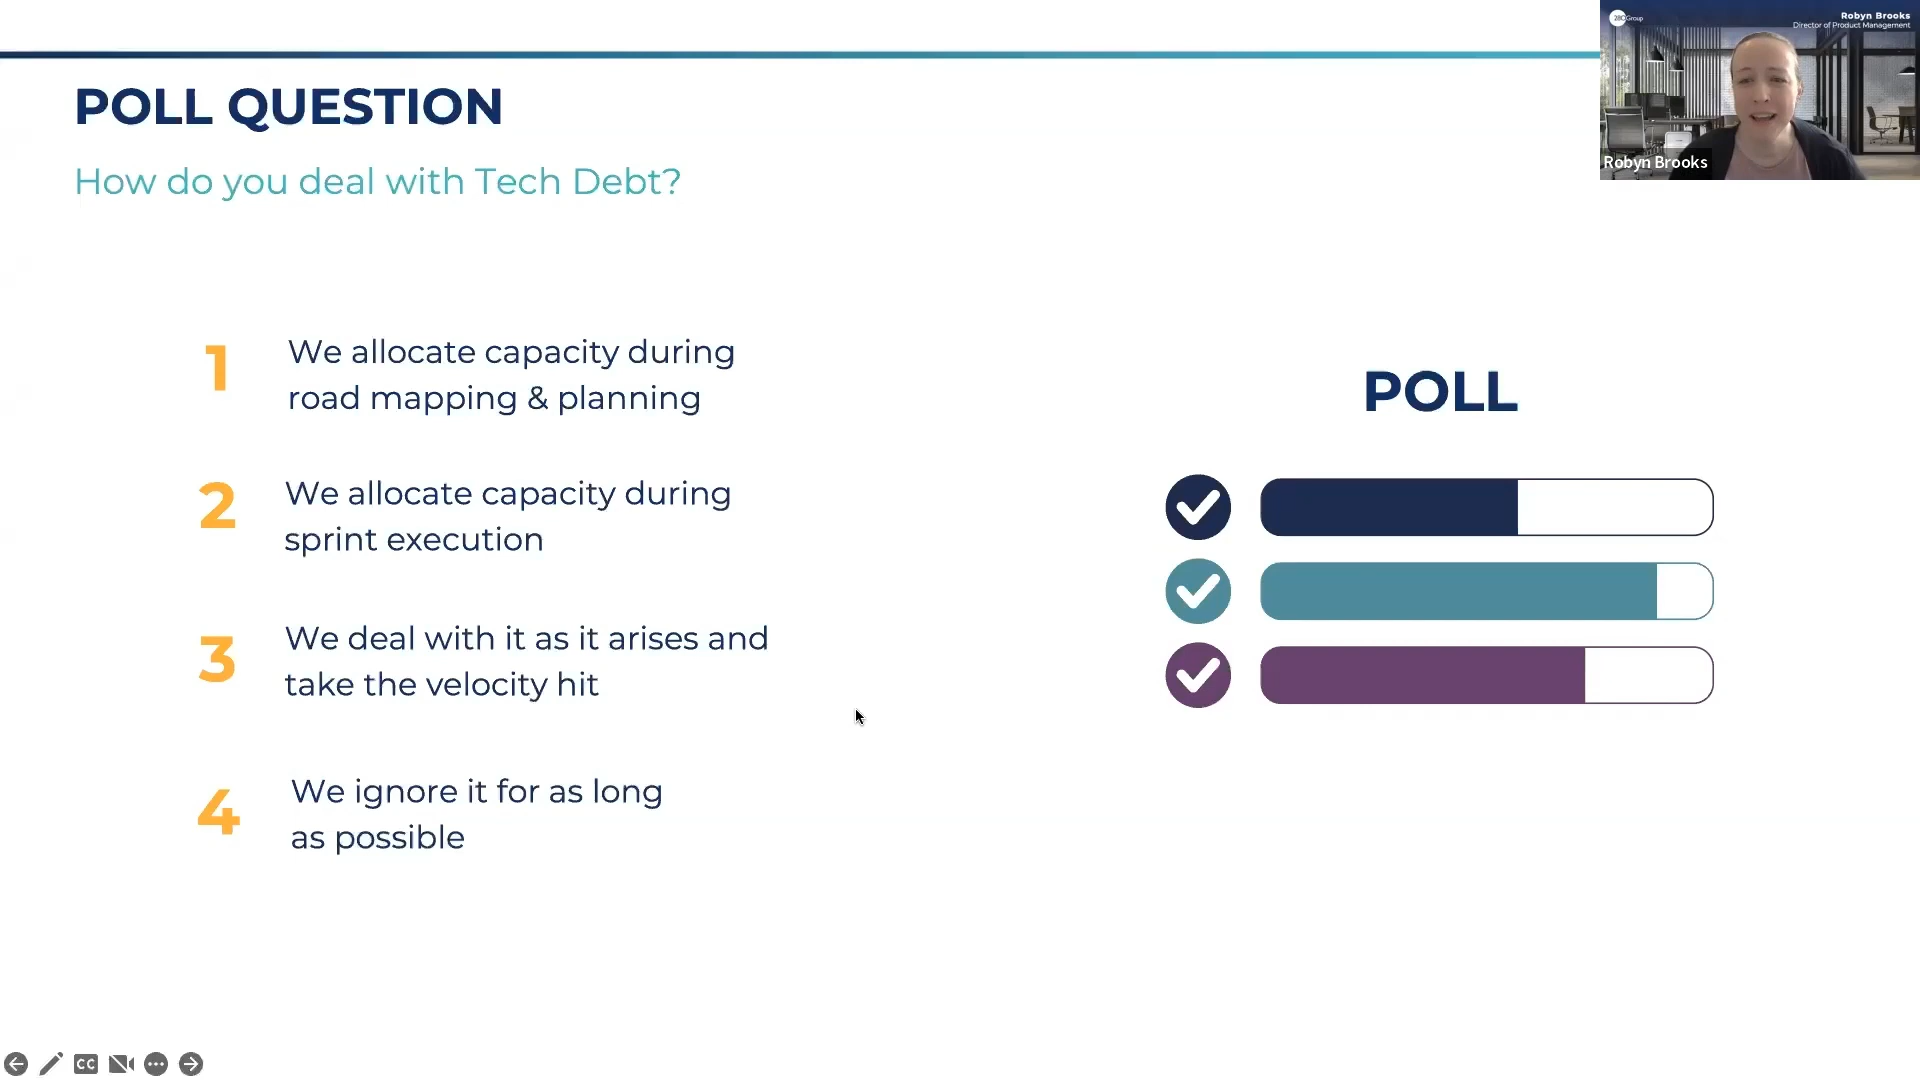 280Group
Robyn Brooks
Director of Product Management
Robyn Brooks
POLL QUESTION
How do you deal with Tech Debt?
1
We allocate capacity during
road mapping & planning
2
We allocate capacity during
sprint execution
3
We deal with it as it arises and
take the velocity hit
4
We ignore it for as long
as possible
POLL
CC